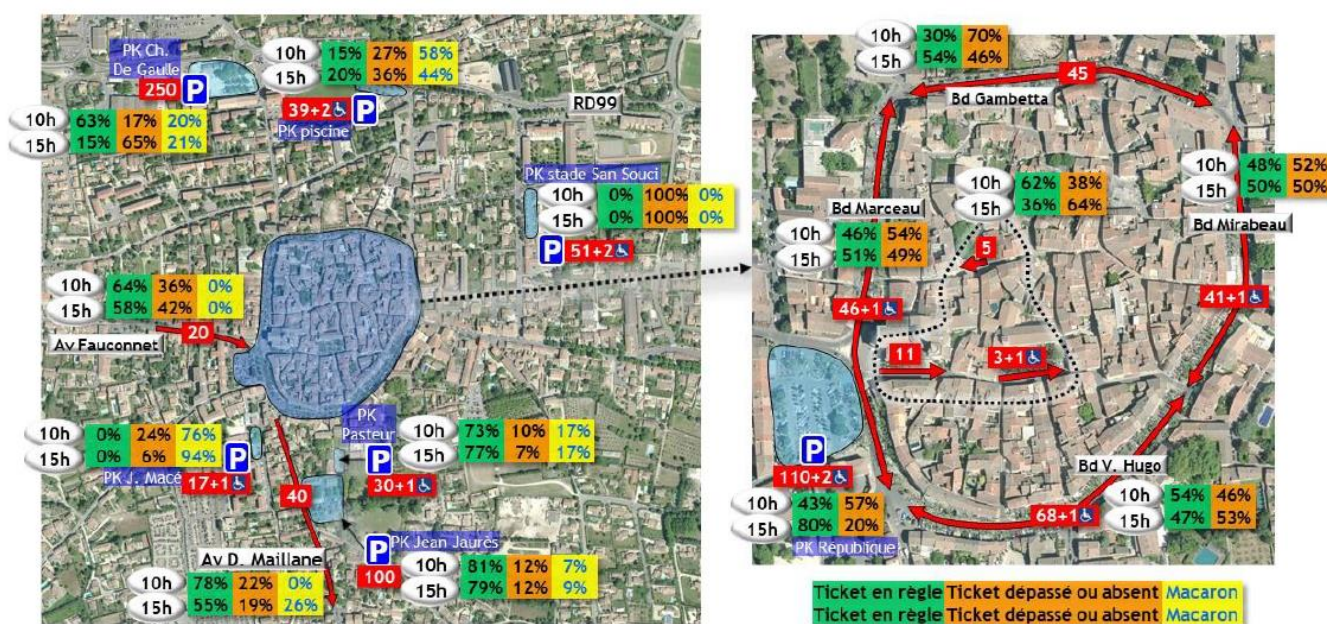 PK Ch.
De Gaulle
250 P
10h 63% 17% 20%
15h 15% 65% 21%
10h 15% 27% 58%
15h 20% 36% 44%
39+2 P
PK piscine
RD99
PK stade San Souci
10h 0% 100% 0%
15h 0% 100% 0%
P 51+2
10h 64% 36% 0%
15h 58% 42% 0%
20
Av Fauconnet
10h 0% 24% 76%
15h 0% 6% 94%
P
PK J. Macé 17+1
PK
Pasteur
10h 73% 10% 17%
15h 77% 7% 17%
P
30+1
40
PK Jean Jaurès
P
100
10h 81% 12% 7%
15h 79% 12% 9%
Av D. Maillane
10h 78% 22% 0%
15h 55% 19% 26%
10h 30% 70%
15h 54% 46%
45
Bd Gambetta
10h 48% 52%
15h 50% 50%
Bd Mirabeau
41+1
10h 62% 38%
15h 36% 64%
Bd Marceau
10h 46% 54%
15h 51% 49%
46+1
5
11
3+1
P
110+2
10h 43% 57%
15h 80% 20%
PK République
Bd V. Hugo
68+1
10h 54% 46%
15h 47% 53%
Ticket en règle Ticket dépassé ou absent Macaron
Ticket en règle Ticket dépassé ou absent Macaron